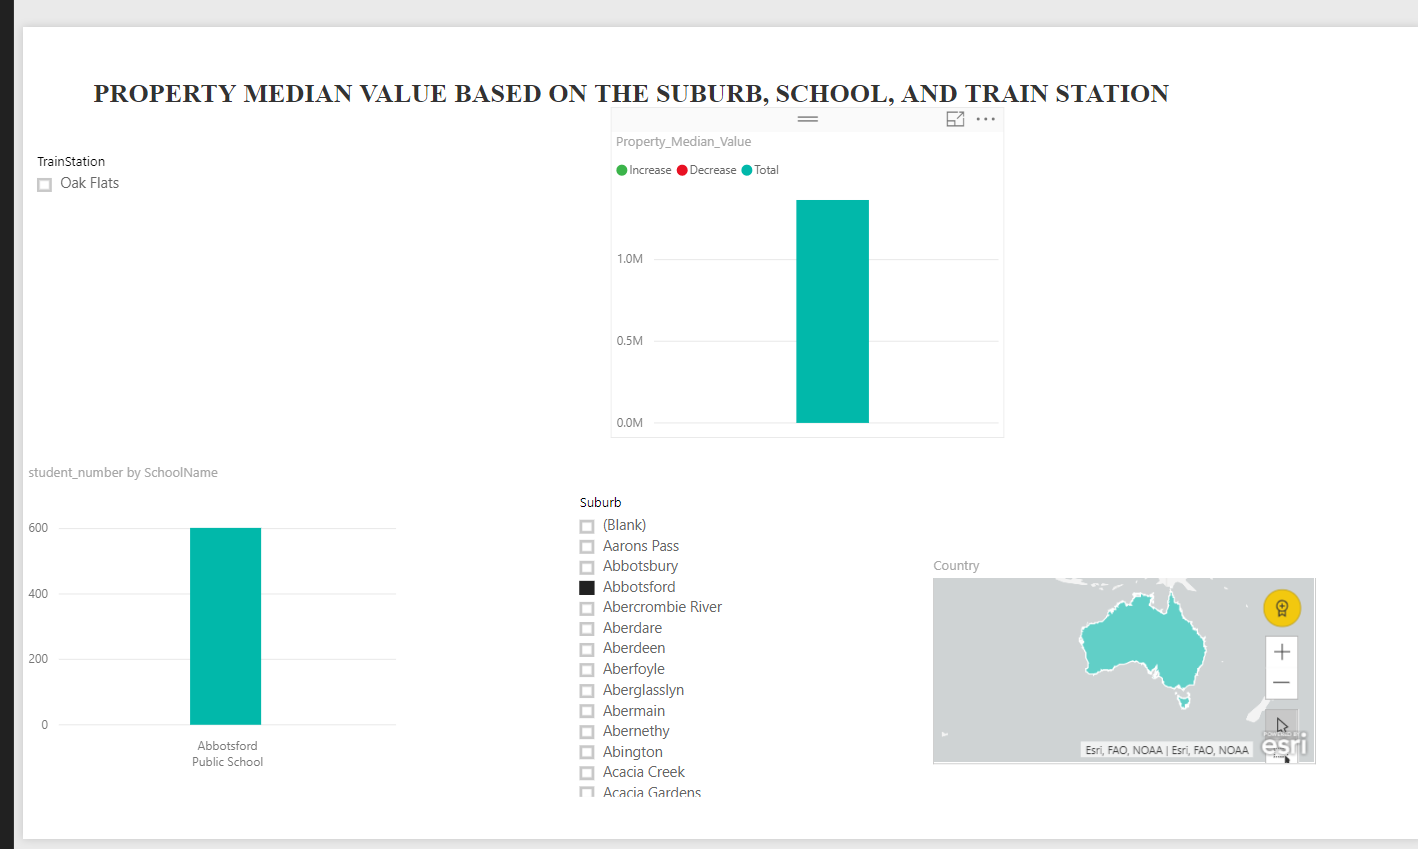 PROPERTY MEDIAN VALUE BASED ON THE SUBURB, SCHOOL, AND TRAIN STATION
TrainStation
Oak Flats
Property_Median_Value
Increase Decrease Total
1.0M
0.5M
0.0M
student_number by SchoolName
600
400
200
0
Abbotsford
Public School
Suburb
(Blank)
Aarons Pass
Abbotsbury
Abbotsford
Abercrombie River
Aberdare
Aberdeen
Aberfoyle
Aberglasslyn
Abermain
Abernethy
Abington
Acacia Creek
Acacia Gardens
Country
POWERED BY
esri
Esri, FAO, NOAA | Esri, FAO, NOAA